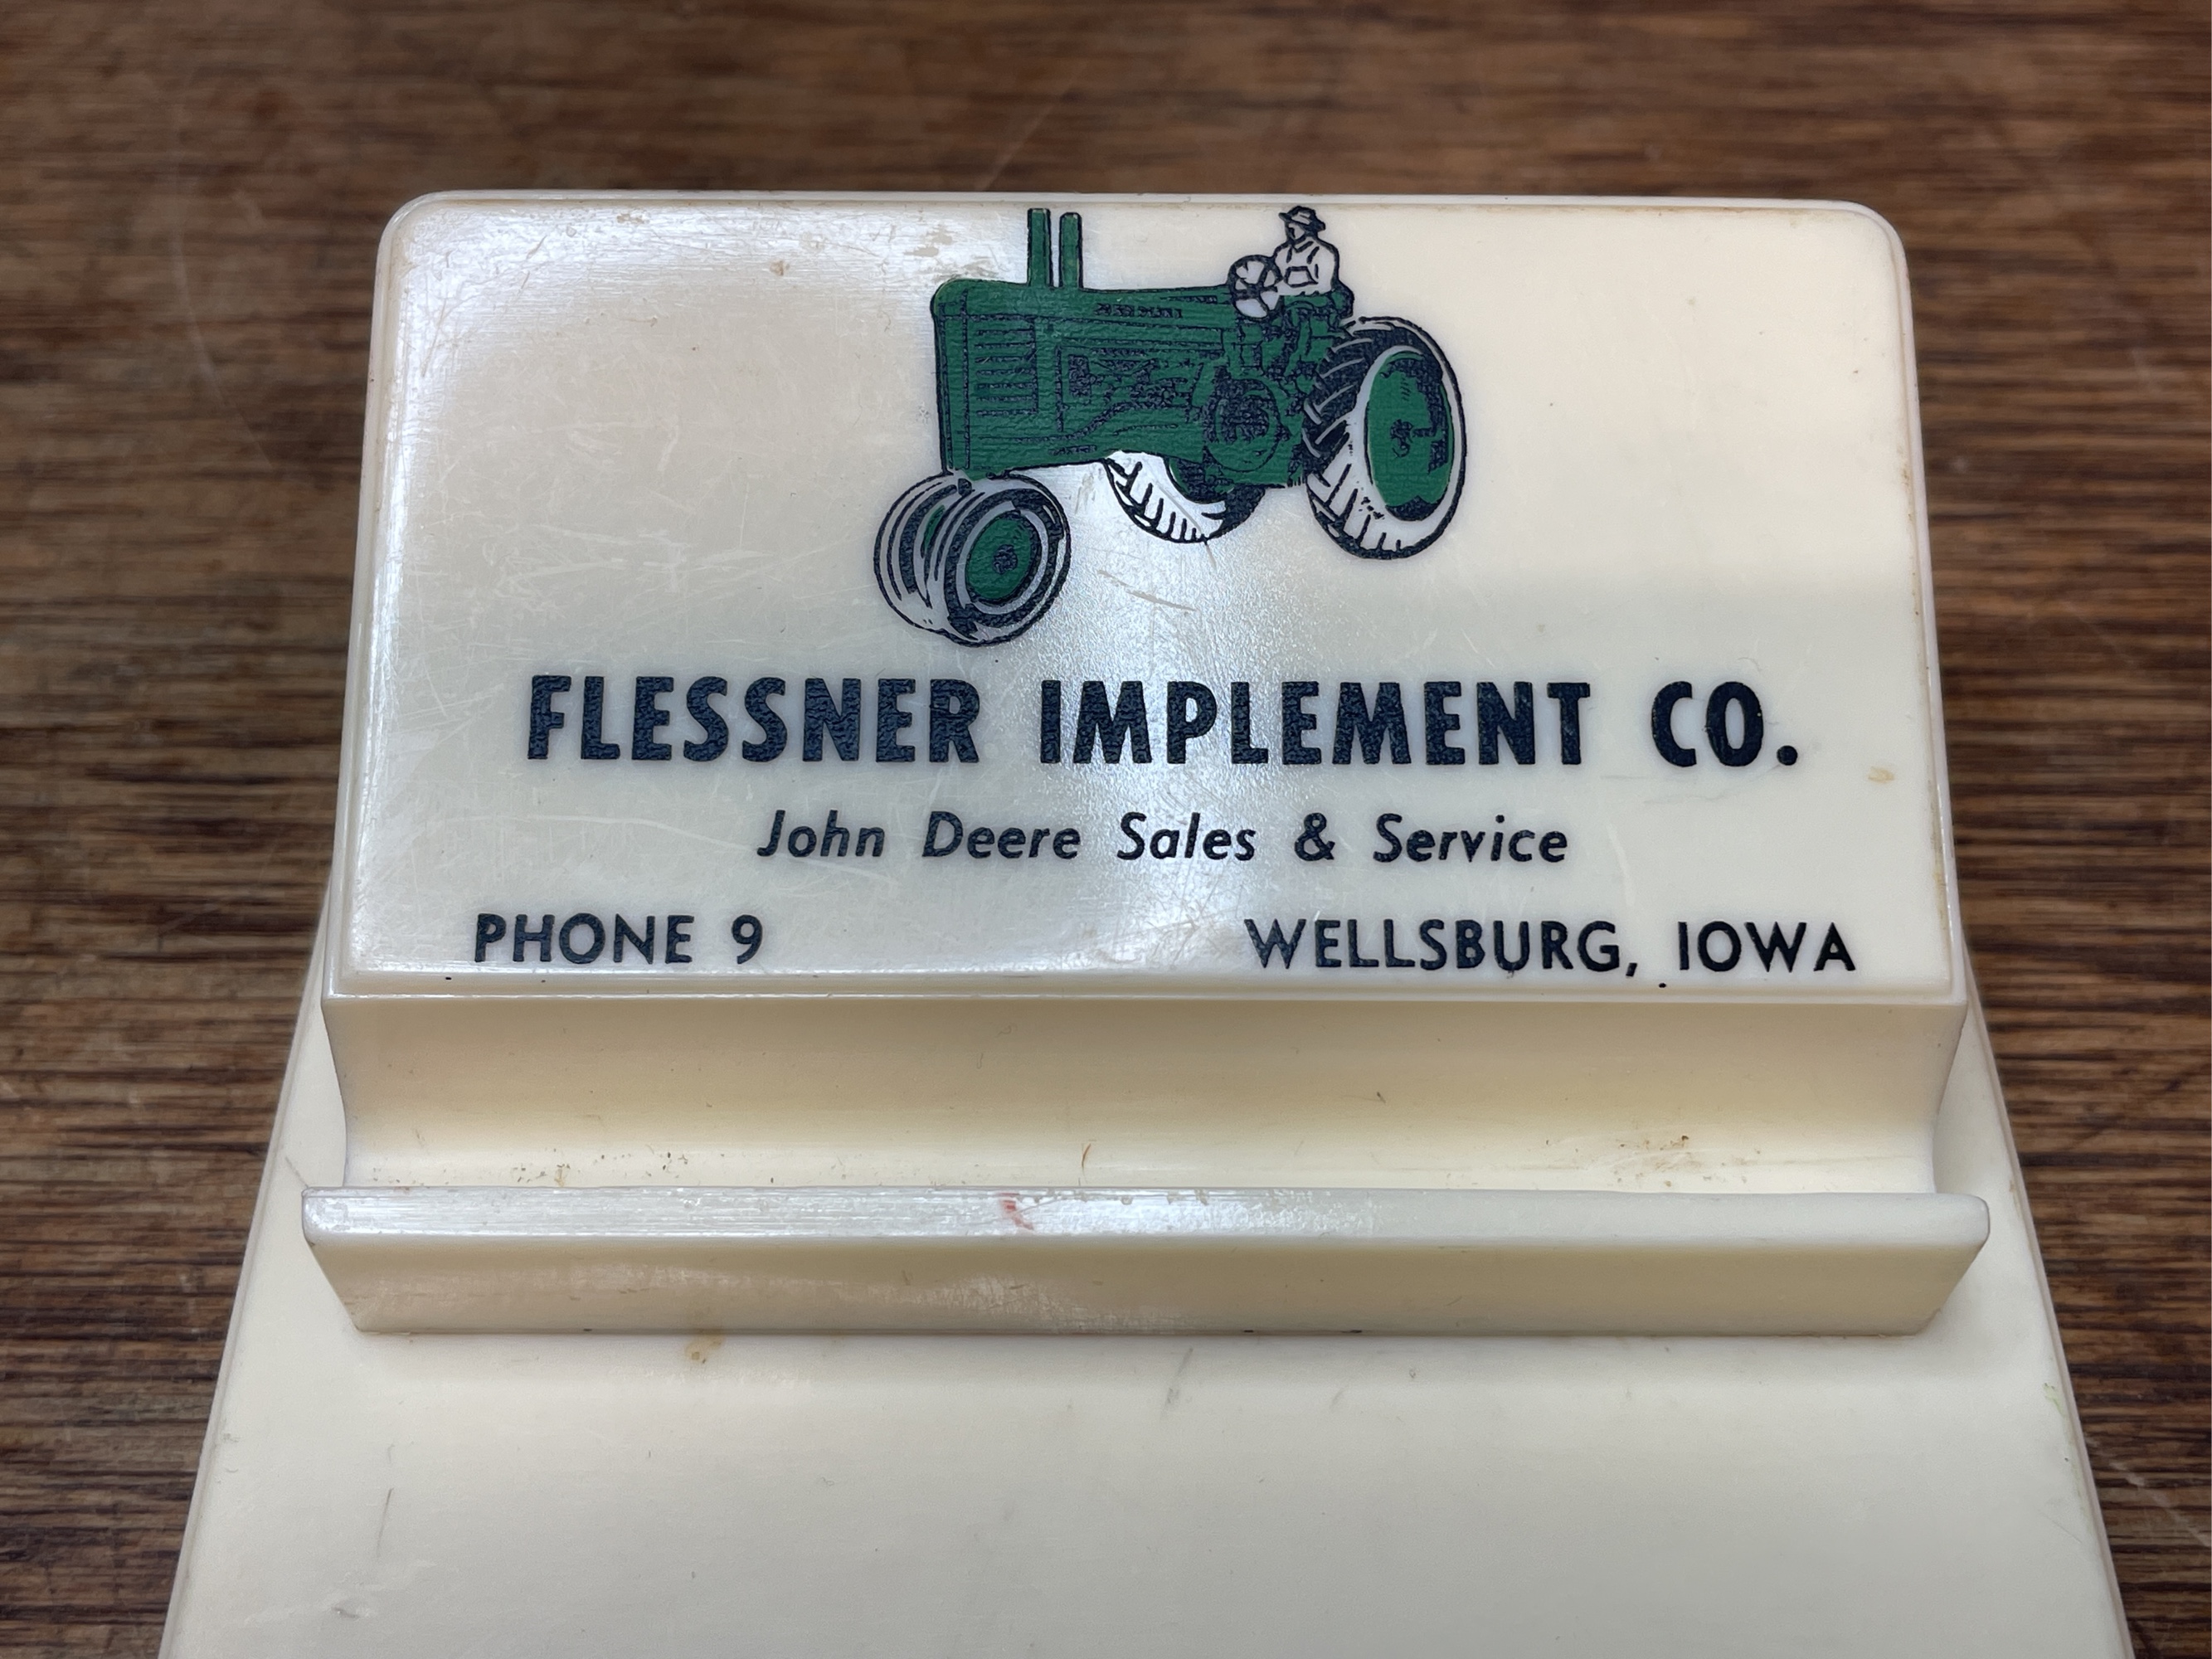 FLESSNER IMPLEMENT CO.
John Deere Sales & Service
PHONE 9 WELLSBURG, IOWA